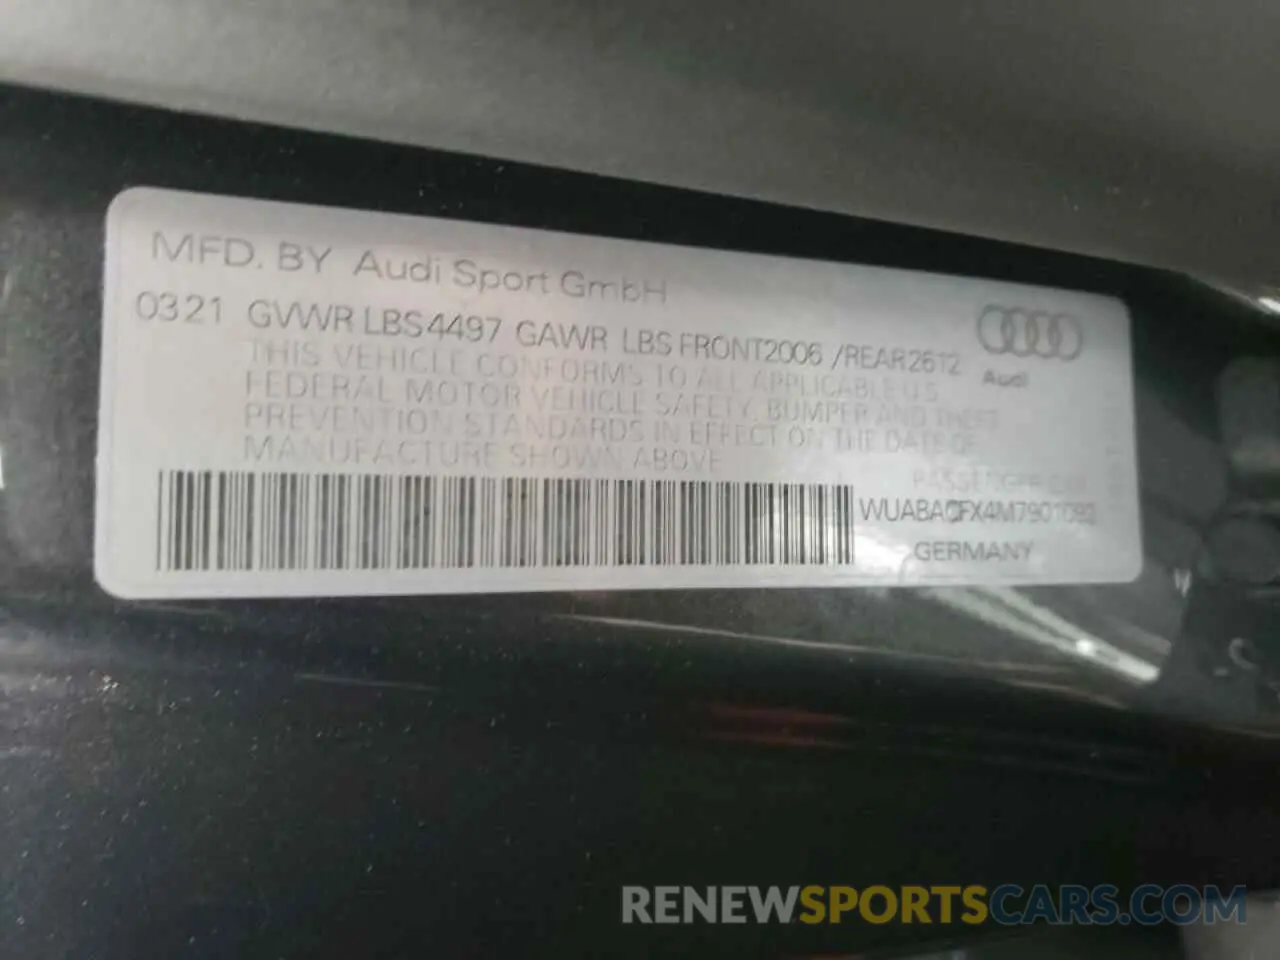 MFD. BY Audi Sport GmbH
0321 GVWR LBS4497 GAWR LBS FRONT2006 /REAR2612
Audi
THIS VEHICLE CONFORMS TO ALL APPLICABLE U.S.
FEDERAL MOTOR VEHICLE SAFETY, BUMPER AND THEFT
PREVENTION STANDARDS IN EFFECT ON THE DATE OF
MANUFACTURE SHOWN ABOVE
PASSENGER CAR
GERMANY
RENEWSPORTSCARS.COM